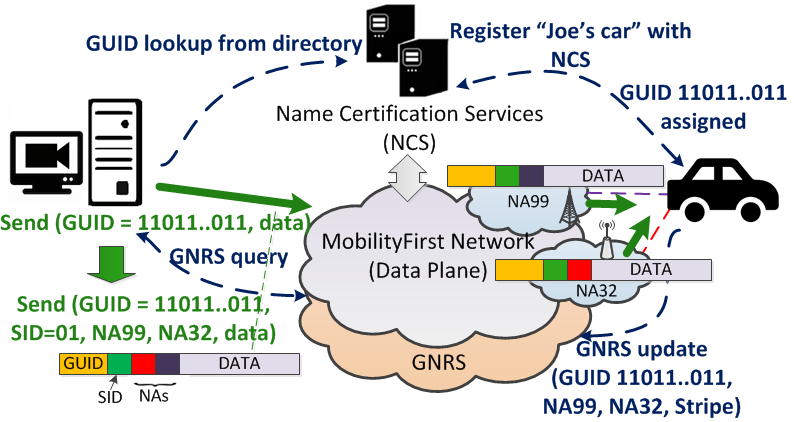 GUID lookup from directory
Register “Joe’s car” with
NCS
Name Certification Services
(NCS)
GUID 11011..011
assigned
DATA
NA99
Send (GUID = 11011..011, data)
GNRS query
MobilityFirst Network
(Data Plane)
DATA
NA32
Send (GUID = 11011..011,
SID=01, NA99, NA32, data)
GUID
DATA
SID
NAs
GNRS
GNRS update
(GUID 11011..011,
NA99, NA32, Stripe)